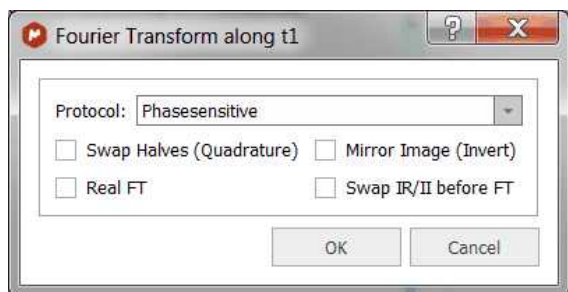 Fourier Transform along t1
Protocol: Phasesensitive
Swap Halves (Quadrature) Mirror Image (Invert)
Real FT Swap IR/II before FT
OK Cancel